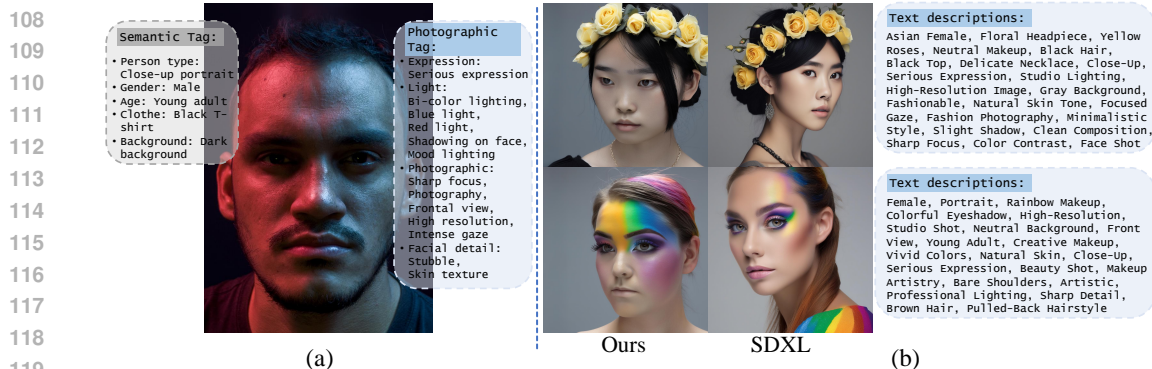 108
109
110
111
112
113
114
115
116
117
118
119
Semantic Tag:
• Person type:
Close-up portrait
• Gender: Male
• Age: Young adult
• Clothe: Black T-
shirt
• Background: Dark
background
Photographic
Tag:
• Expression:
Serious expression
• Light:
Bi-color lighting,
Blue light,
Red light,
Shadowing on face,
Mood lighting
• Photographic:
Sharp focus,
Photography,
Frontal view,
High resolution,
Intense gaze
• Facial detail:
Stubble,
Skin texture
(a)
Text descriptions:
Asian Female, Floral Headpiece, Yellow
Roses, Neutral Makeup, Black Hair,
Black Top, Delicate Necklace, Close-Up,
Serious Expression, Studio Lighting,
High-Resolution Image, Gray Background,
Fashionable, Natural Skin Tone, Focused
Gaze, Fashion Photography, Minimalistic
Style, Slight Shadow, Clean Composition,
Sharp Focus, Color Contrast, Face Shot
Text descriptions:
Female, Portrait, Rainbow Makeup,
Colorful Eyeshadow, High-Resolution,
Studio Shot, Neutral Background, Front
View, Young Adult, Creative Makeup,
Vivid Colors, Natural Skin, Close-Up,
Serious Expression, Beauty Shot, Makeup
Artistry, Bare Shoulders, Artistic,
Professional Lighting, Sharp Detail,
Brown Hair, Pulled-Back Hairstyle
Ours
SDXL
(b)